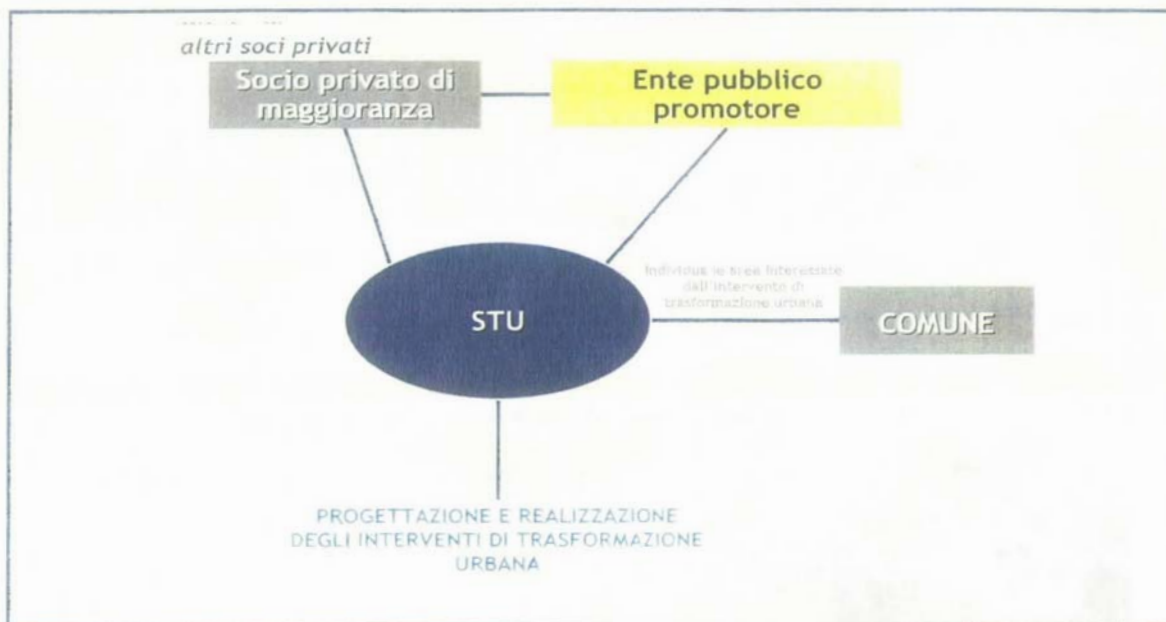 altri soci privati
Socio privato di
maggioranza
Ente pubblico
promotore
STU
Individua le aree interessate
dall'intervento di
trasformazione urbana
COMUNE
PROGETTAZIONE E REALIZZAZIONE
DEGLI INTERVENTI DI TRASFORMAZIONE
URBANA